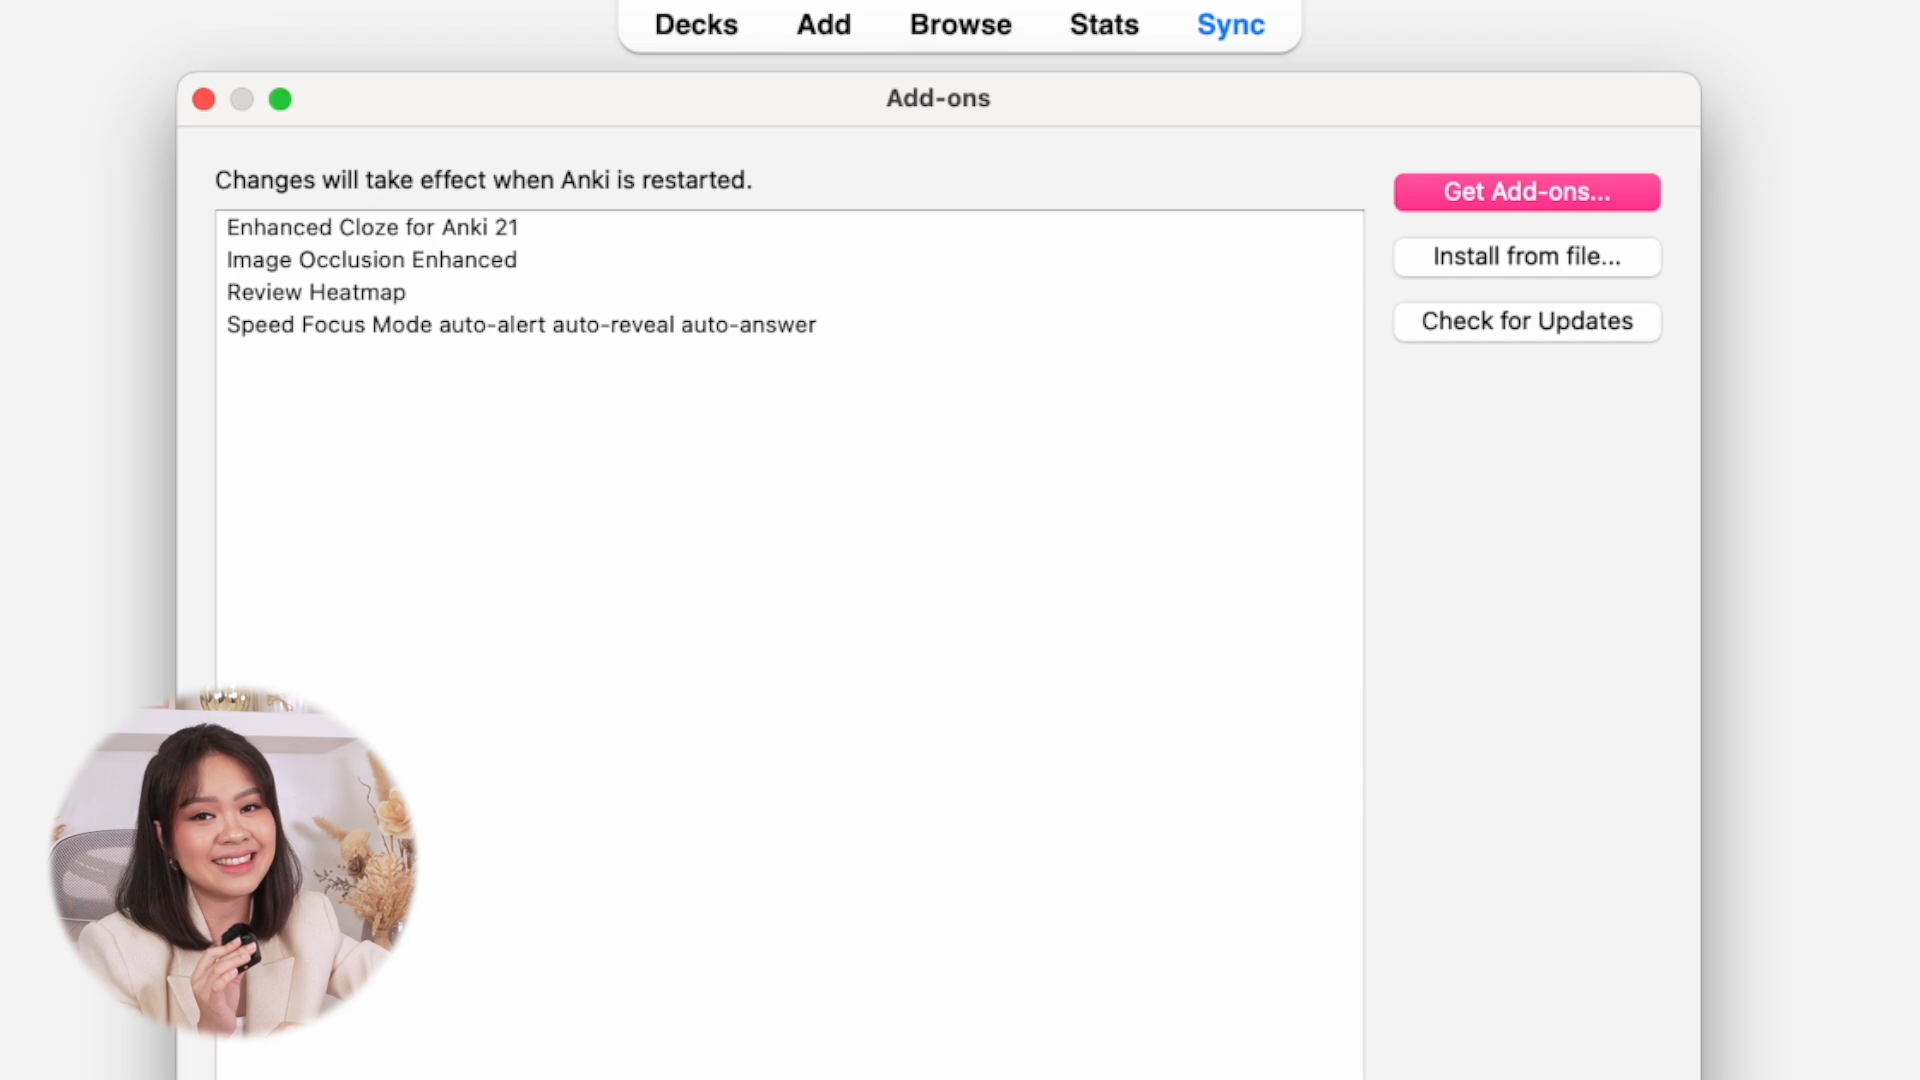 Decks Add Browse Stats Sync
Add-ons
Changes will take effect when Anki is restarted.
Enhanced Cloze for Anki 21
Image Occlusion Enhanced
Review Heatmap
Speed Focus Mode auto-alert auto-reveal auto-answer
Get Add-ons...
Install from file...
Check for Updates